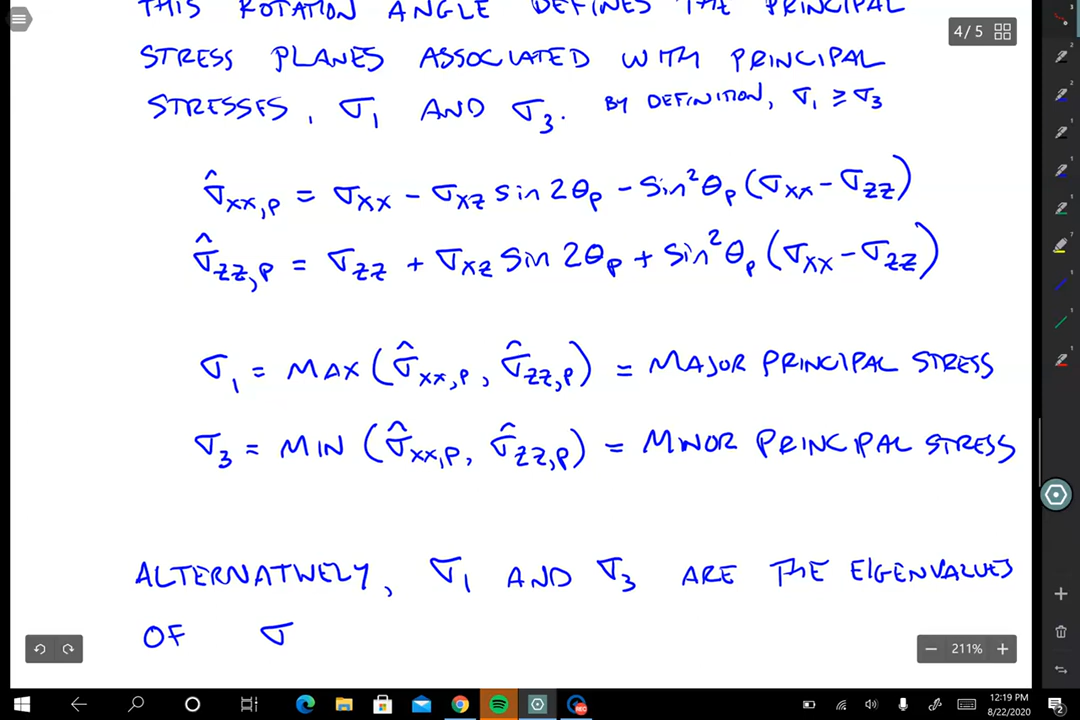 THIS ROTATION ANGLE DEFINES THE PRINCIPAL
4/5
STRESS PLANES ASSOCIATED WITH PRINCIPAL
STRESSES, σ₁ AND σ₃. BY DEFINITION, σ₁ ≥ σ₃
σ̂xx,p = σxx - σxz sin 2θp - sin²θp (σxx - σzz)
σ̂zz,p = σzz + σxz sin 2θp + sin²θp (σxx - σzz)
σ₁ = MAX (σ̂xx,p, σ̂zz,p) = MAJOR PRINCIPAL STRESS
σ₃ = MIN (σ̂xx,p, σ̂zz,p) = MINOR PRINCIPAL STRESS
ALTERNATIVELY, σ₁ AND σ₃ ARE THE EIGENVALUES
OF σ
211%
12:19 PM
8/22/2020